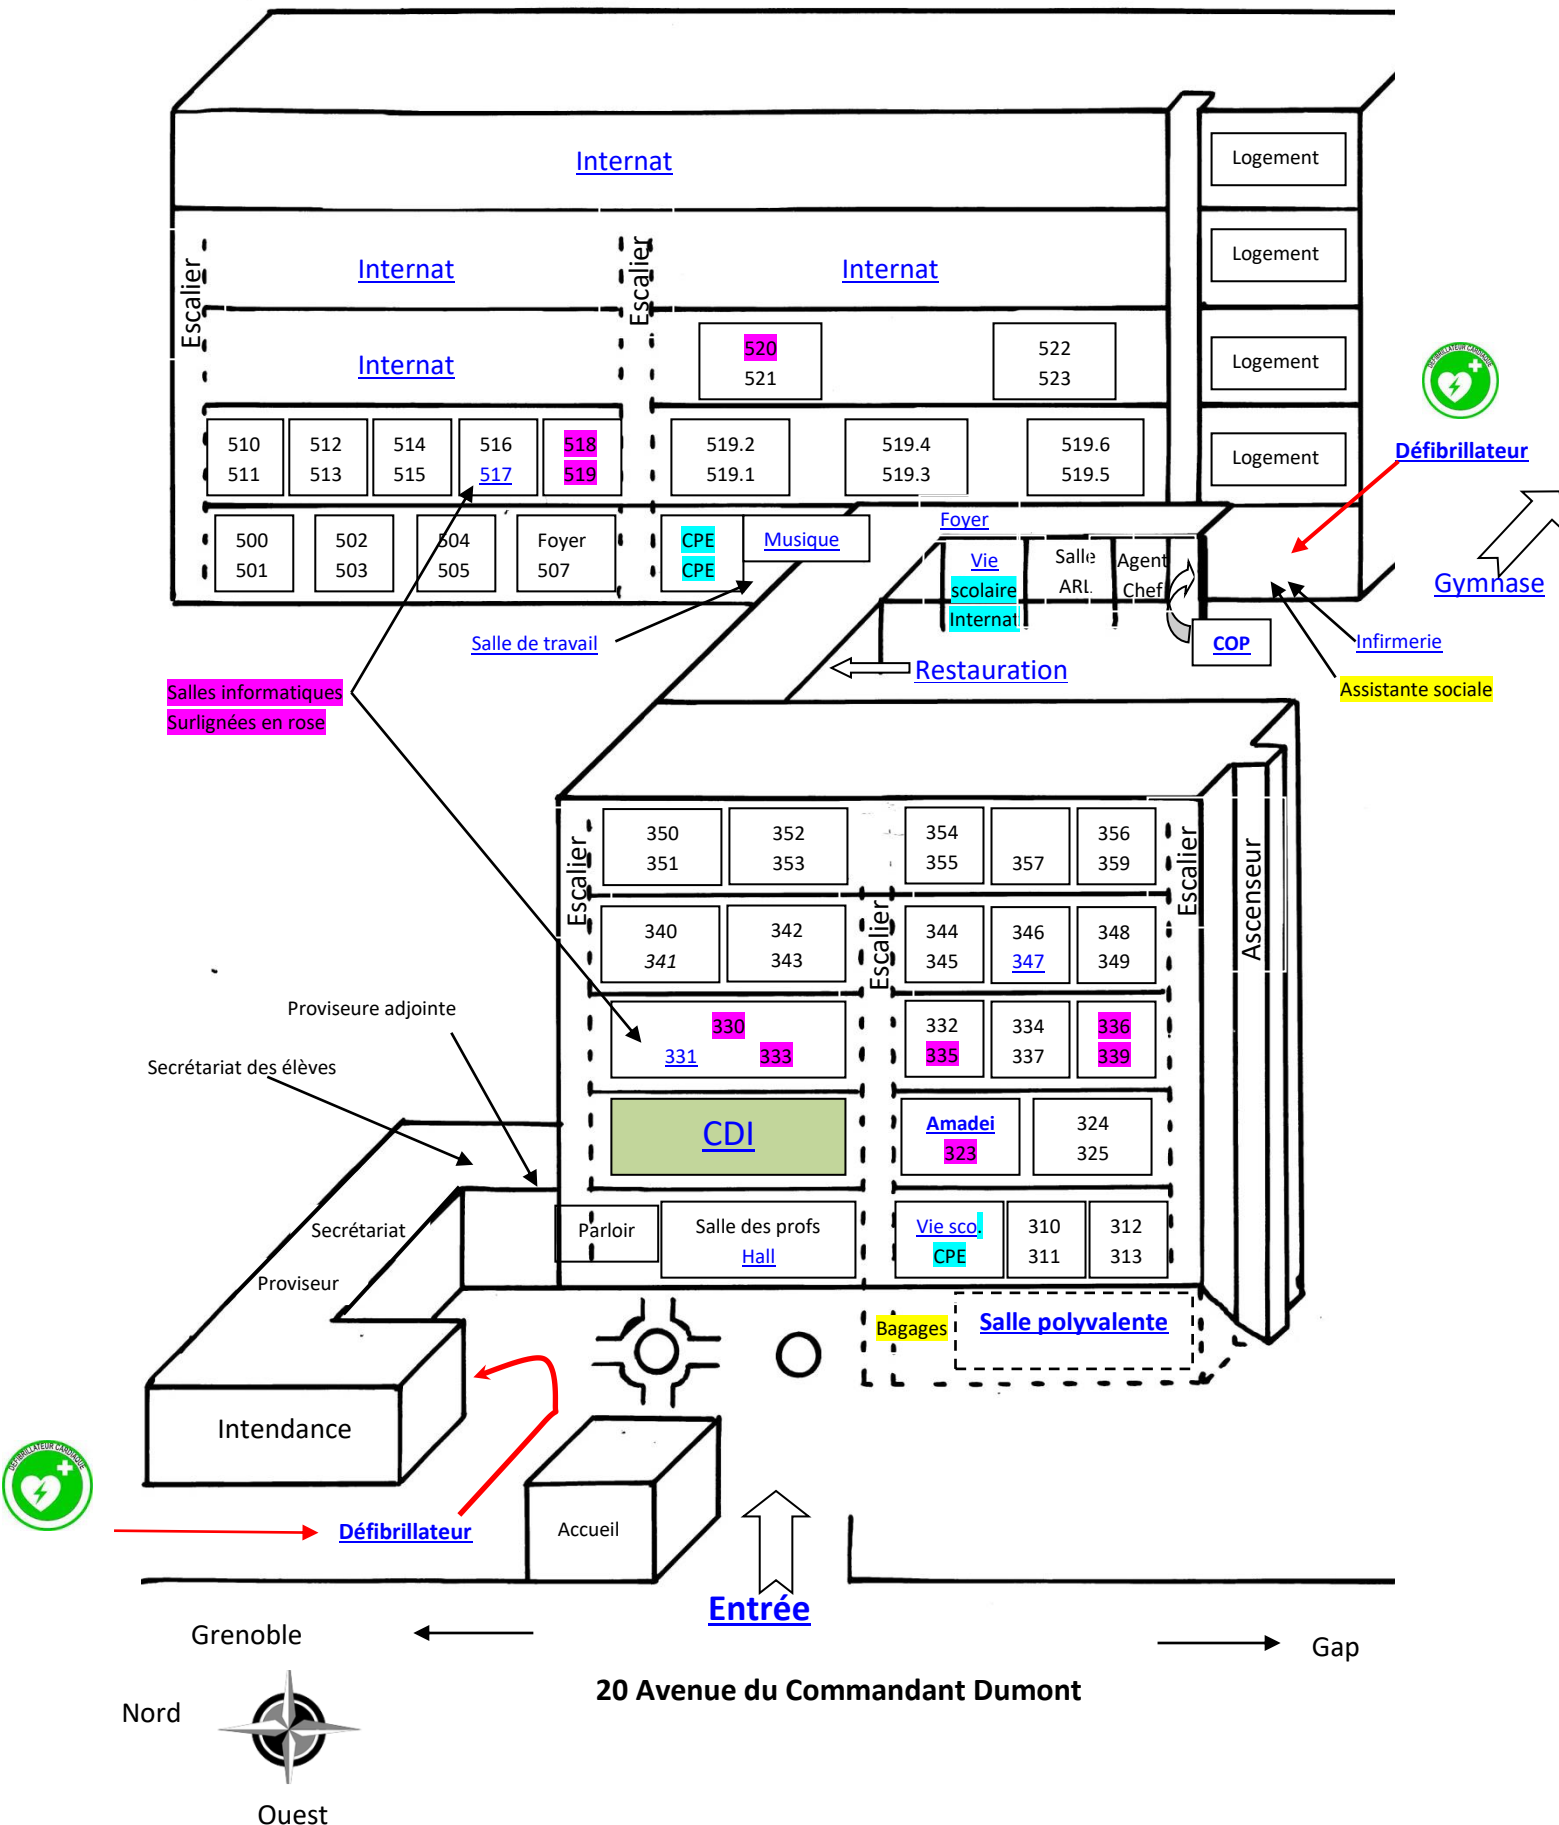 Internat
Logement
Escalier
Internat
Escalier
Internat
Logement
Internat
520
521
522
523
Logement
DÉFIBRILLATEUR CARDIAQUE
Défibrillateur
510
511
512
513
514
515
516
517
518
519
519.2
519.1
519.4
519.3
519.6
519.5
Logement
500
501
502
503
504
505
Foyer
507
CPE
CPE
Musique
Foyer
Vie
scolaire
Internat
Salle
ARL
Agent
Chef
Gymnase
Salle de travail
COP
Infirmerie
Restauration
Assistante sociale
Salles informatiques
Surlignées en rose
Escalier
350
351
352
353
354
355
357
356
359
Escalier
Ascenseur
340
341
342
343
Escalier
344
345
346
347
348
349
Proviseure adjointe
330
331 333
332
335
334
337
336
339
Secrétariat des élèves
CDI
Amadei
323
324
325
Secrétariat
Parloir
Salle des profs
Hall
Vie sco.
CPE
310
311
312
313
Proviseur
Bagages
Salle polyvalente
Intendance
DÉFIBRILLATEUR CARDIAQUE
Défibrillateur
Accueil
Entrée
Grenoble
Gap
20 Avenue du Commandant Dumont
Nord
Ouest